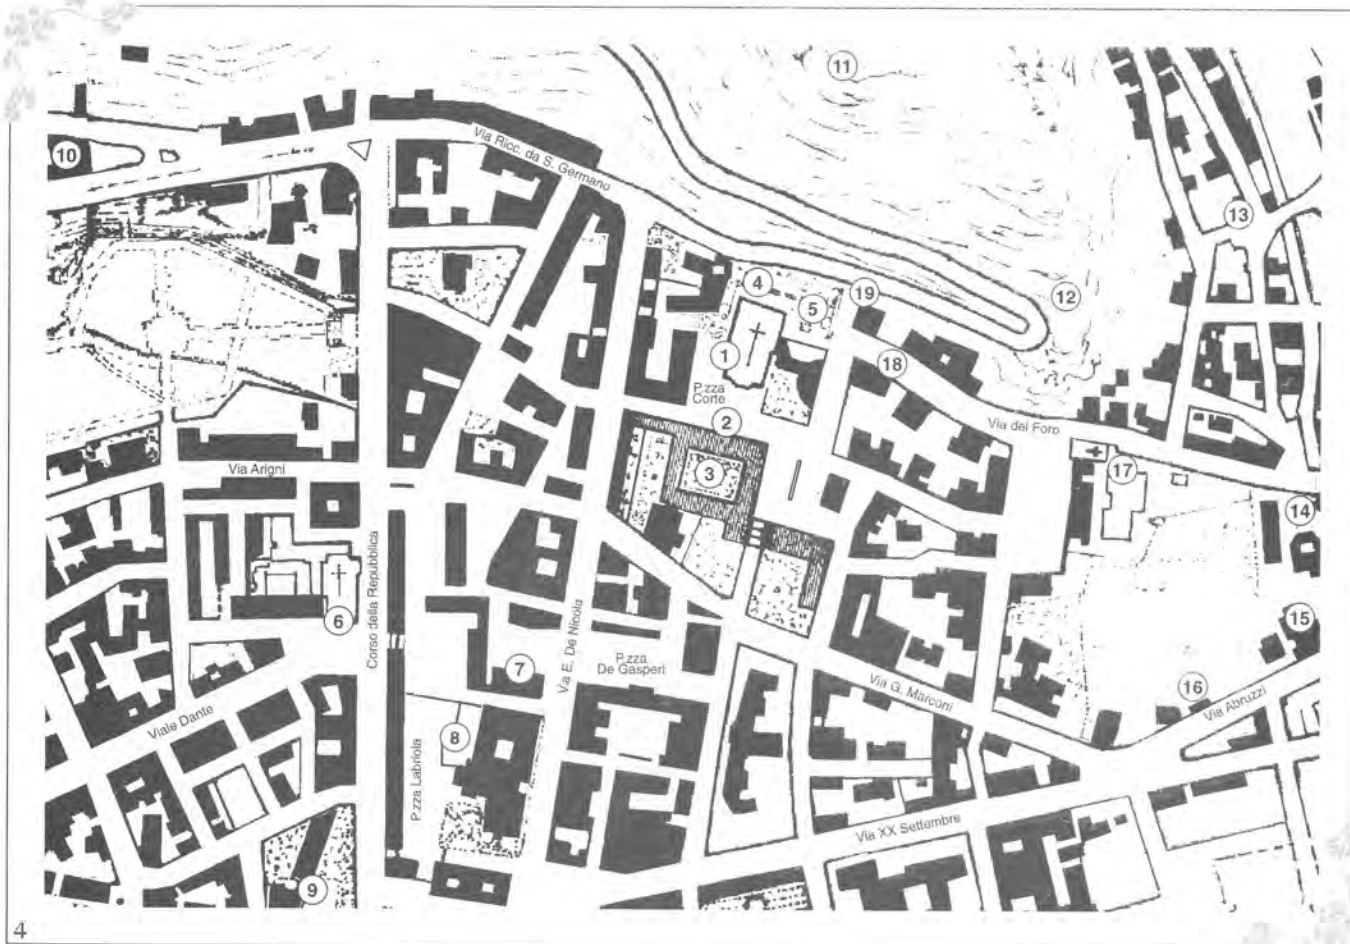 11
Via Ricc. da S. Germano
10
13
4
5
19
12
1
18
P.zza
Corte
2
Via del Foro
Via Arigni
3
17
14
Corso della Repubblica
6
15
Via E. De Nicola
P.zza
De Gasperi
7
16
Via G. Marconi
Via Abruzzi
Viale Dante
8
P.zza Labriola
Via XX Settembre
9
4